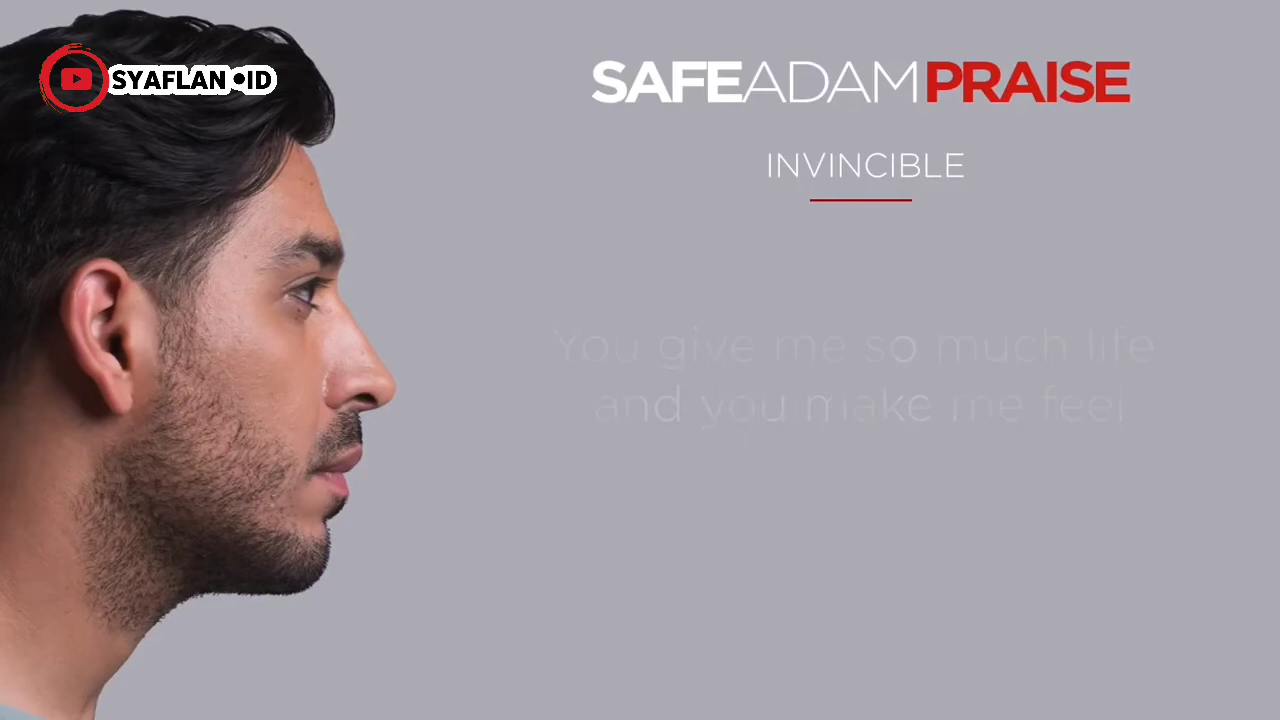 SYAFLAN•ID
SAFEADAMPRAISE
INVINCIBLE
You give me so much life
and you make me feel